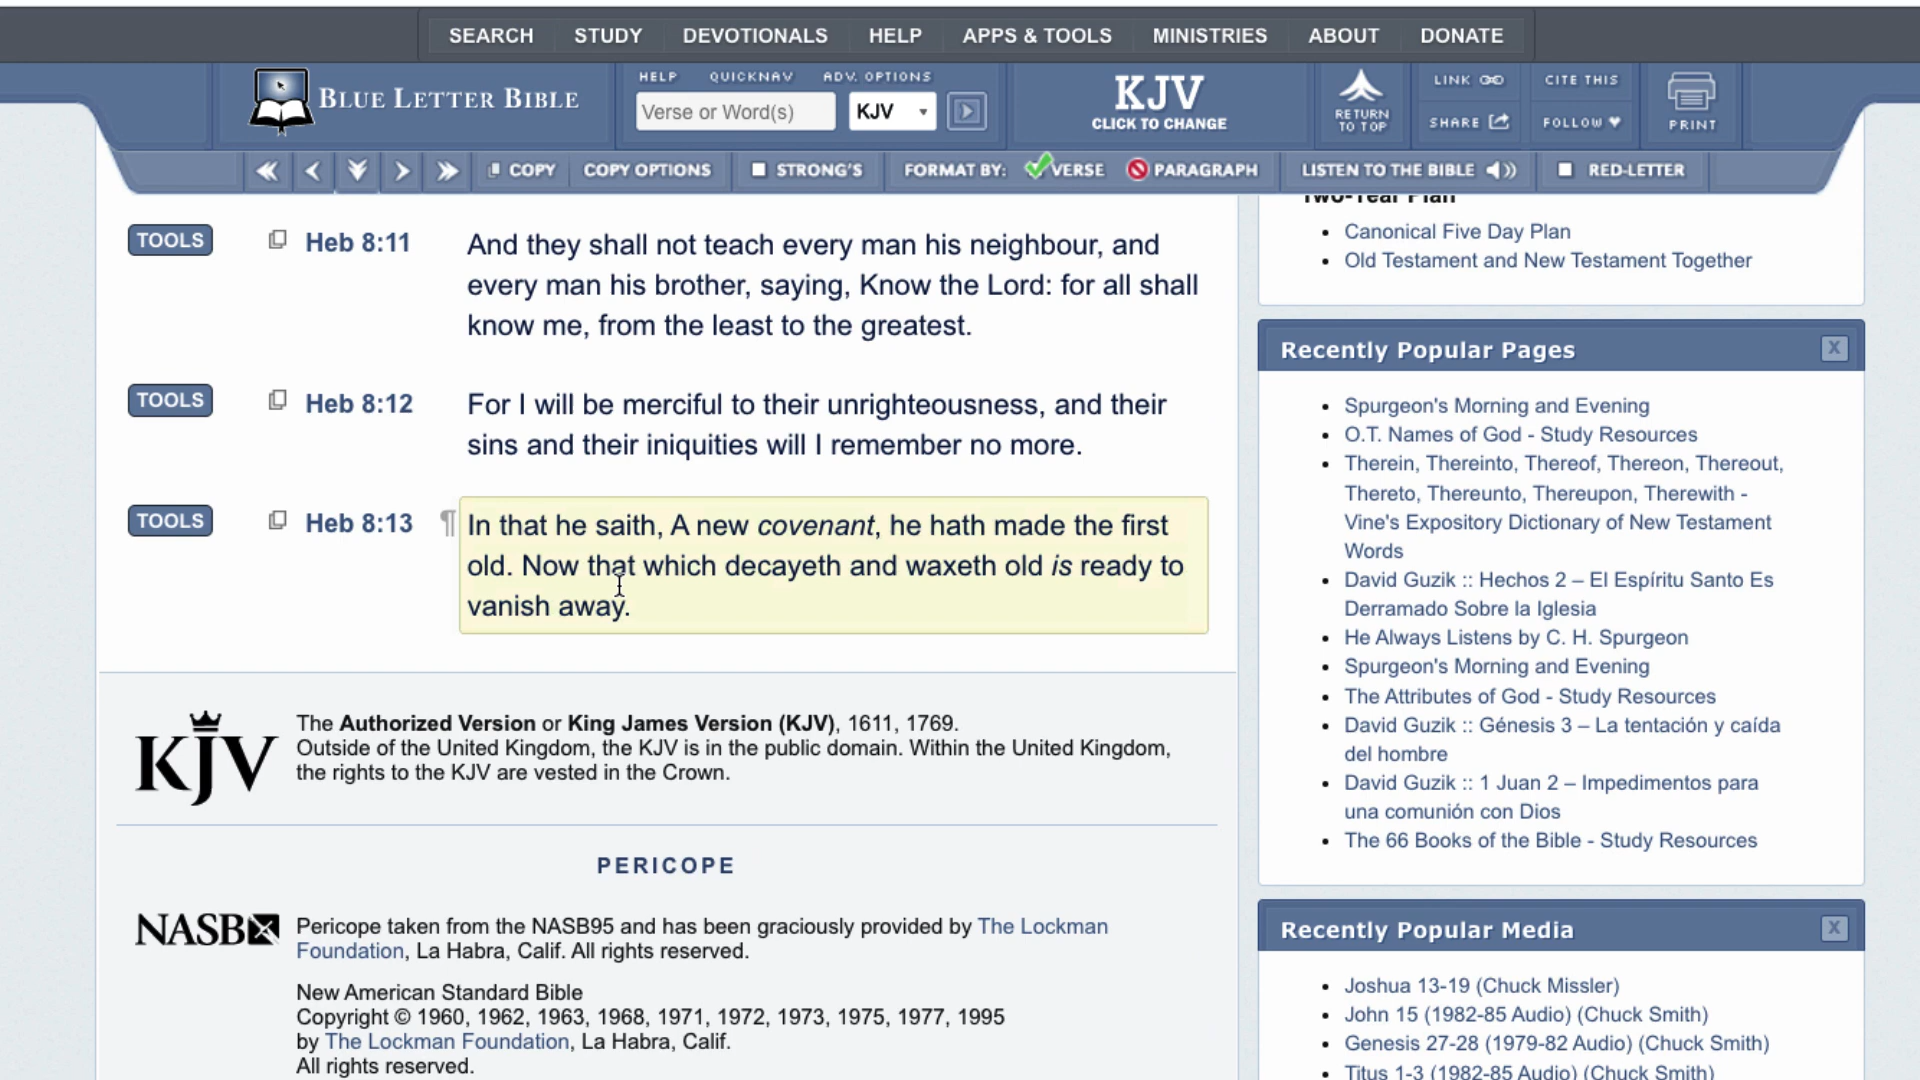 SEARCH STUDY DEVOTIONALS HELP APPS & TOOLS MINISTRIES ABOUT DONATE
BLUE LETTER BIBLE
HELP QUICKNAV ADV. OPTIONS
Verse or Word(s) KJV
KJV
CLICK TO CHANGE
RETURN
TO TOP
LINK
SHARE
CITE THIS
FOLLOW
PRINT
COPY COPY OPTIONS STRONG'S FORMAT BY: VERSE PARAGRAPH LISTEN TO THE BIBLE RED-LETTER
TOOLS Heb 8:11 And they shall not teach every man his neighbour, and
every man his brother, saying, Know the Lord: for all shall
know me, from the least to the greatest.
TOOLS Heb 8:12 For I will be merciful to their unrighteousness, and their
sins and their iniquities will I remember no more.
TOOLS Heb 8:13 ¶ In that he saith, A new covenant, he hath made the first
old. Now that which decayeth and waxeth old is ready to
vanish away.
KJV
The Authorized Version or King James Version (KJV), 1611, 1769.
Outside of the United Kingdom, the KJV is in the public domain. Within the United Kingdom,
the rights to the KJV are vested in the Crown.
PERICOPE
NASB
Pericope taken from the NASB95 and has been graciously provided by The Lockman
Foundation, La Habra, Calif. All rights reserved.
New American Standard Bible
Copyright © 1960, 1962, 1963, 1968, 1971, 1972, 1973, 1975, 1977, 1995
by The Lockman Foundation, La Habra, Calif.
All rights reserved.
Two-Year Plan
• Canonical Five Day Plan
• Old Testament and New Testament Together
Recently Popular Pages X
• Spurgeon's Morning and Evening
• O.T. Names of God - Study Resources
• Therein, Thereinto, Thereof, Thereon, Thereout,
Thereto, Thereunto, Thereupon, Therewith -
Vine's Expository Dictionary of New Testament
Words
• David Guzik :: Hechos 2 – El Espíritu Santo Es
Derramado Sobre la Iglesia
• He Always Listens by C. H. Spurgeon
• Spurgeon's Morning and Evening
• The Attributes of God - Study Resources
• David Guzik :: Génesis 3 – La tentación y caída
del hombre
• David Guzik :: 1 Juan 2 – Impedimentos para
una comunión con Dios
• The 66 Books of the Bible - Study Resources
Recently Popular Media X
• Joshua 13-19 (Chuck Missler)
• John 15 (1982-85 Audio) (Chuck Smith)
• Genesis 27-28 (1979-82 Audio) (Chuck Smith)
• Titus 1-3 (1982-85 Audio) (Chuck Smith)